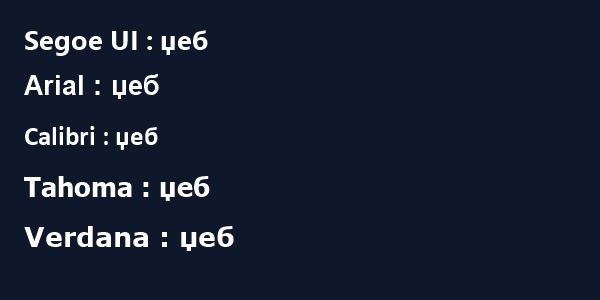 Segoe UI : џеб
Arial : џеб
Calibri : џеб
Tahoma : џеб
Verdana : џеб